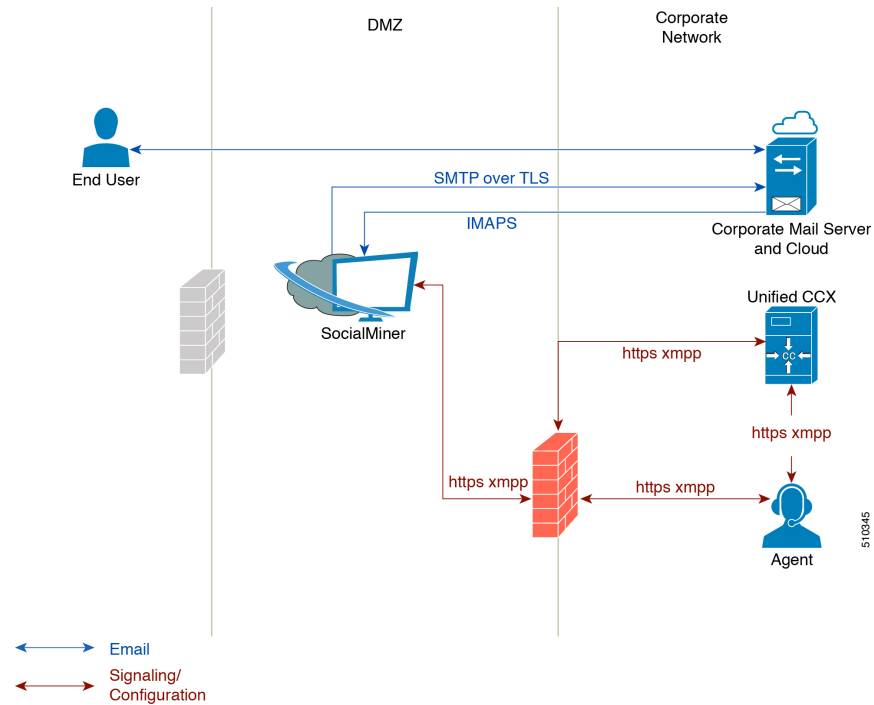 DMZ
Corporate
Network
End User
SMTP over TLS
IMAPS
Corporate Mail Server
and Cloud
SocialMiner
Unified CCX
CC
https xmpp
https xmpp
https xmpp
https xmpp
Agent
510345
Email
Signaling/
Configuration